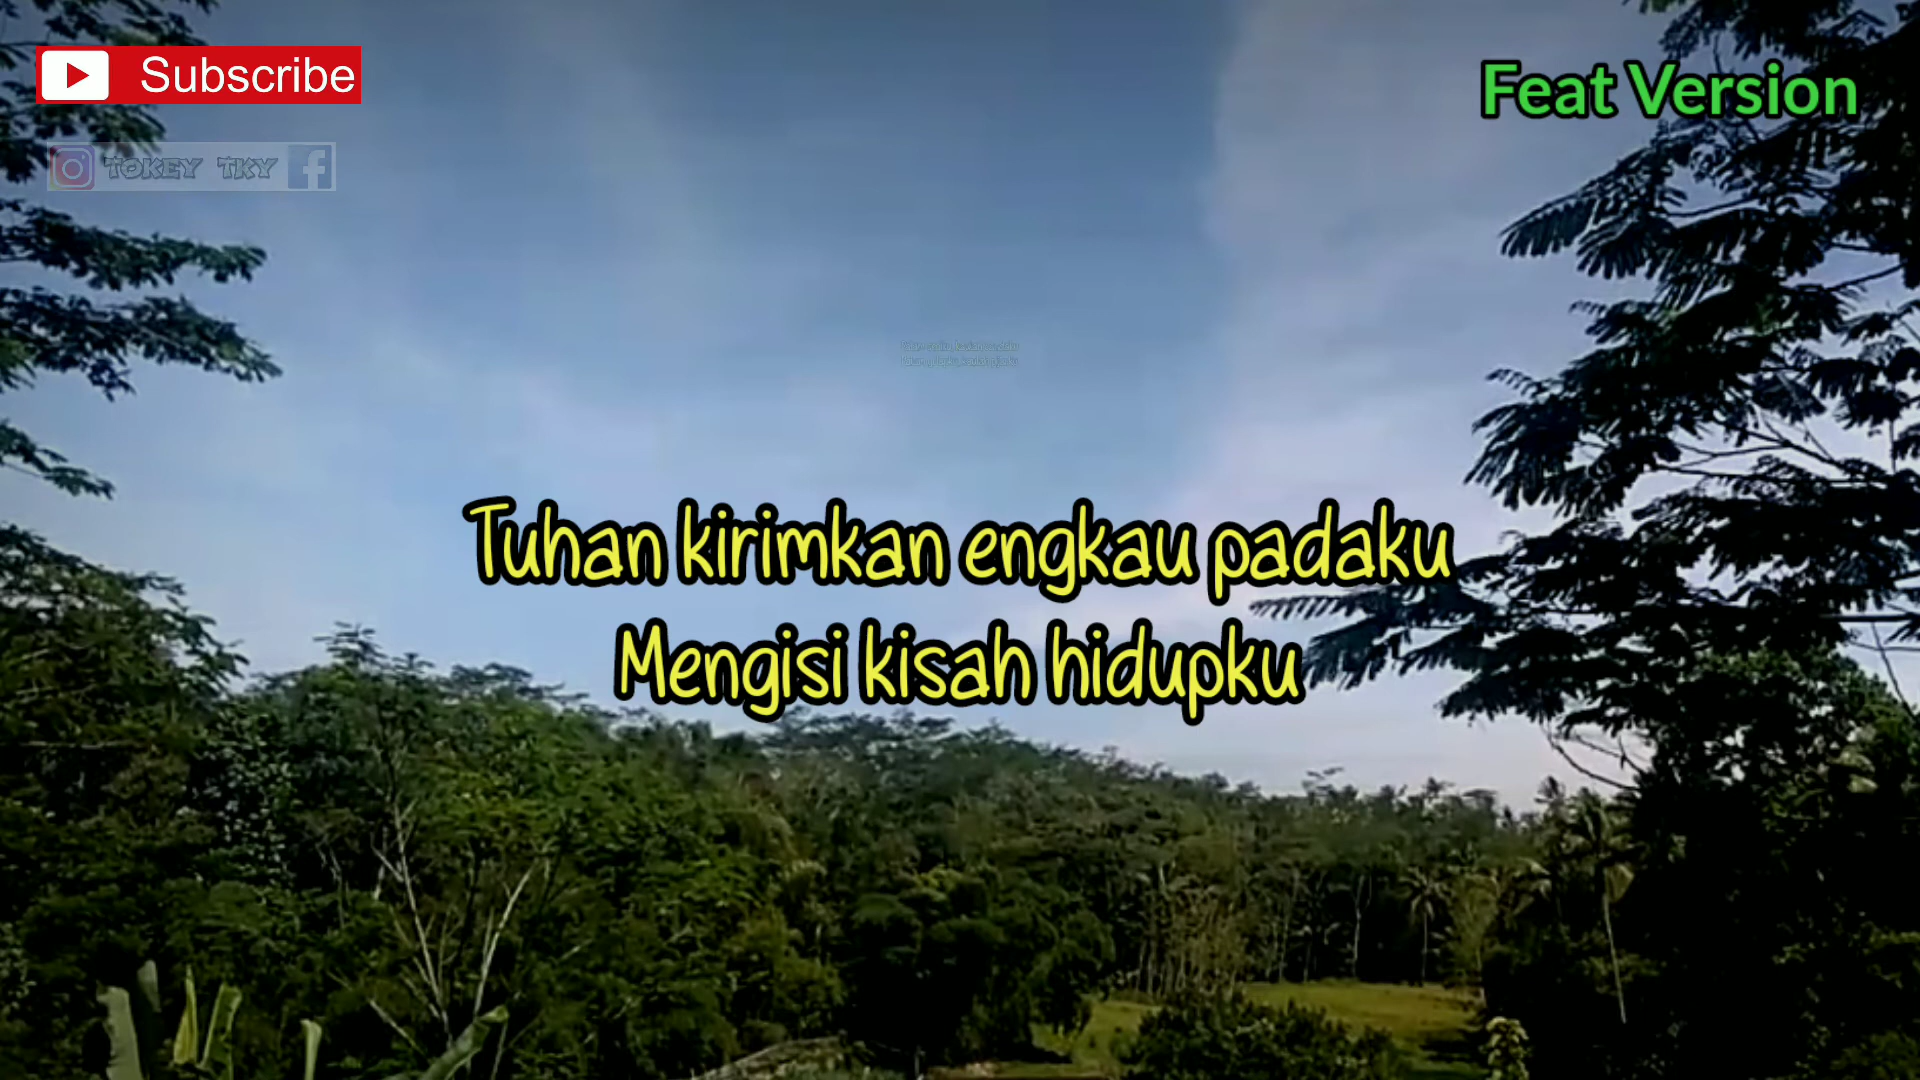 Subscribe
Feat Version
TOKEY TKY
Tuhan kirimkan engkau padaku
Mengisi kisah hidupku